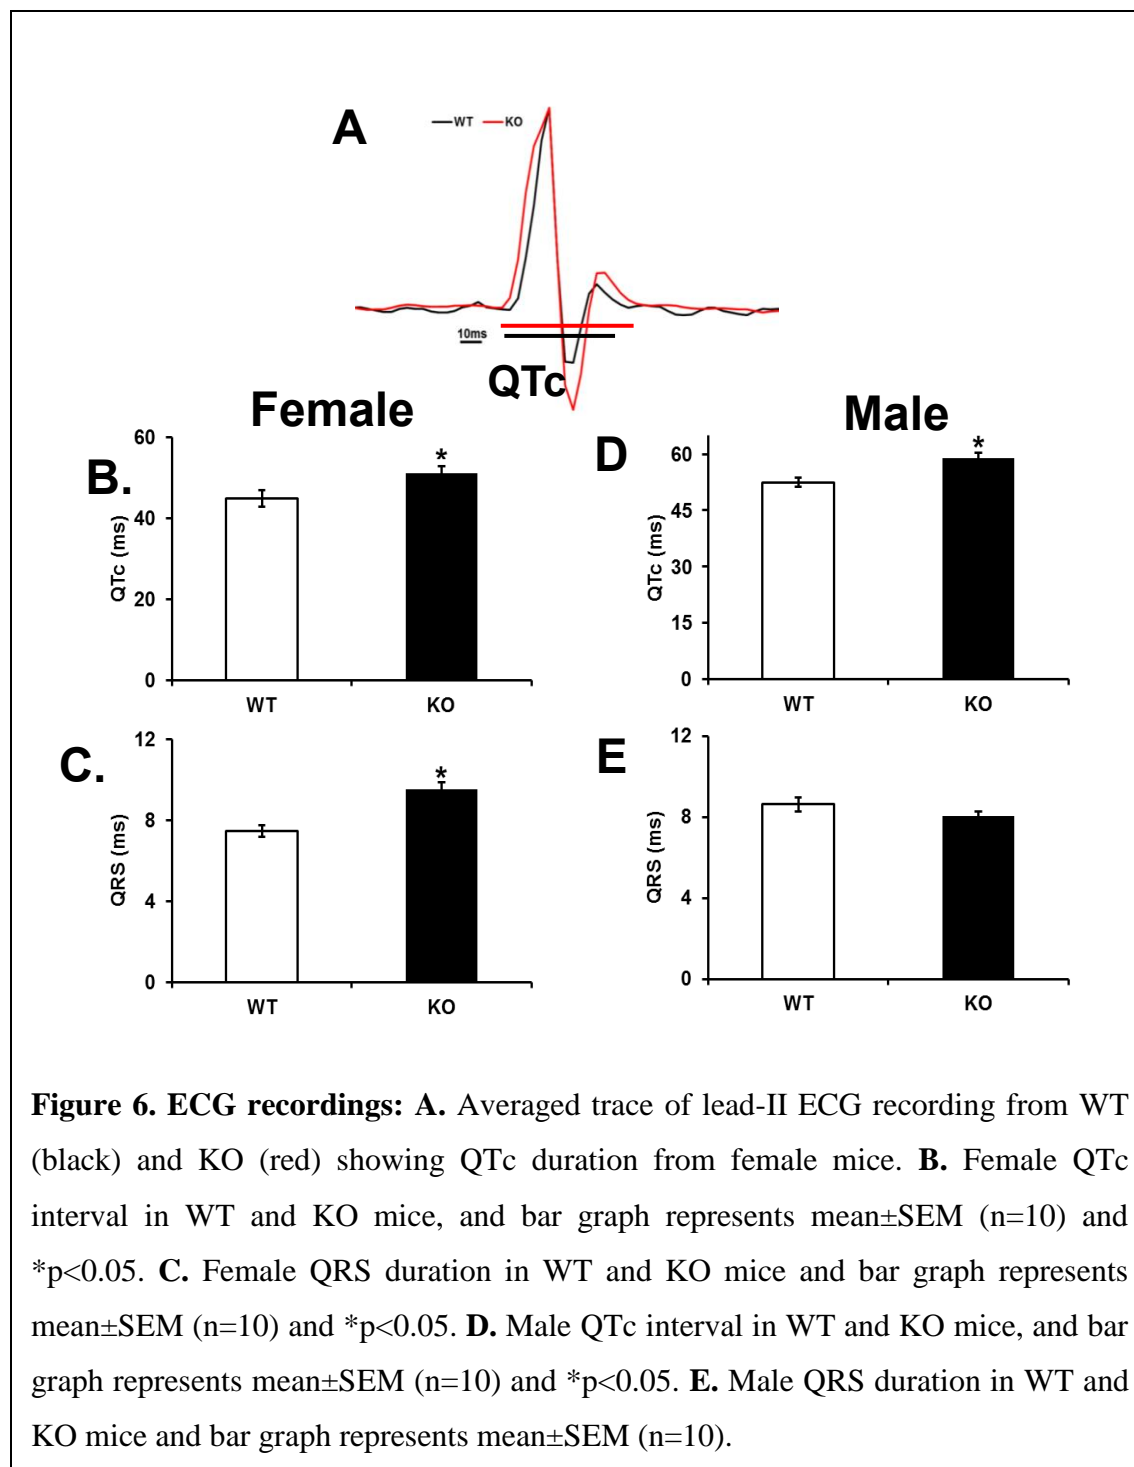 A
WT KO
10ms
QTc
Female
Male
B.
QTc (ms)
60
40
20
0
*
WT KO
D
QTc (ms)
60
45
30
15
0
*
WT KO
C.
QRS (ms)
12
8
4
0
*
WT KO
E
QRS (ms)
12
8
4
0
WT KO
Figure 6. ECG recordings: A. Averaged trace of lead-II ECG recording from WT
(black) and KO (red) showing QTc duration from female mice. B. Female QTc
interval in WT and KO mice, and bar graph represents mean±SEM (n=10) and
*p<0.05. C. Female QRS duration in WT and KO mice and bar graph represents
mean±SEM (n=10) and *p<0.05. D. Male QTc interval in WT and KO mice, and bar
graph represents mean±SEM (n=10) and *p<0.05. E. Male QRS duration in WT and
KO mice and bar graph represents mean±SEM (n=10).